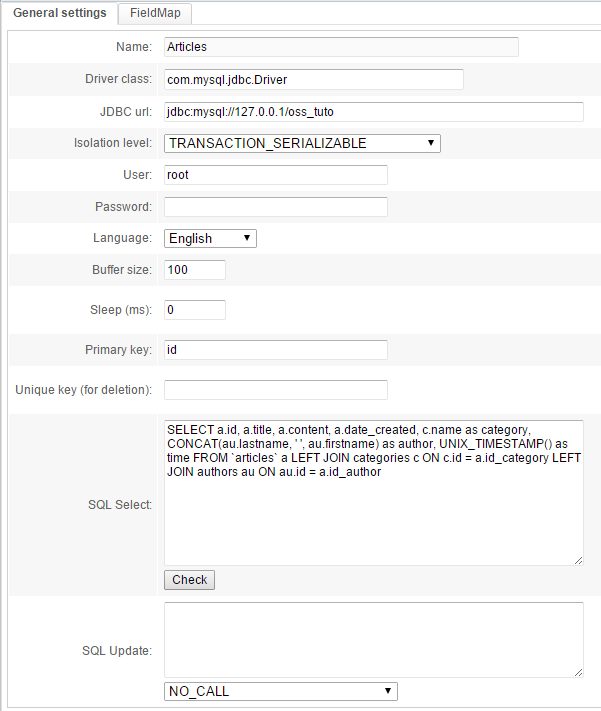 General settings FieldMap
Name: Articles
Driver class: com.mysql.jdbc.Driver
JDBC url: jdbc:mysql://127.0.0.1/oss_tuto
Isolation level: TRANSACTION_SERIALIZABLE
User: root
Password:
Language: English
Buffer size: 100
Sleep (ms): 0
Primary key: id
Unique key (for deletion):
SQL Select:
SELECT a.id, a.title, a.content, a.date_created, c.name as category,
CONCAT(au.lastname, ' ', au.firstname) as author, UNIX_TIMESTAMP() as
time FROM `articles` a LEFT JOIN categories c ON c.id = a.id_category LEFT
JOIN authors au ON au.id = a.id_author
Check
SQL Update:
NO_CALL